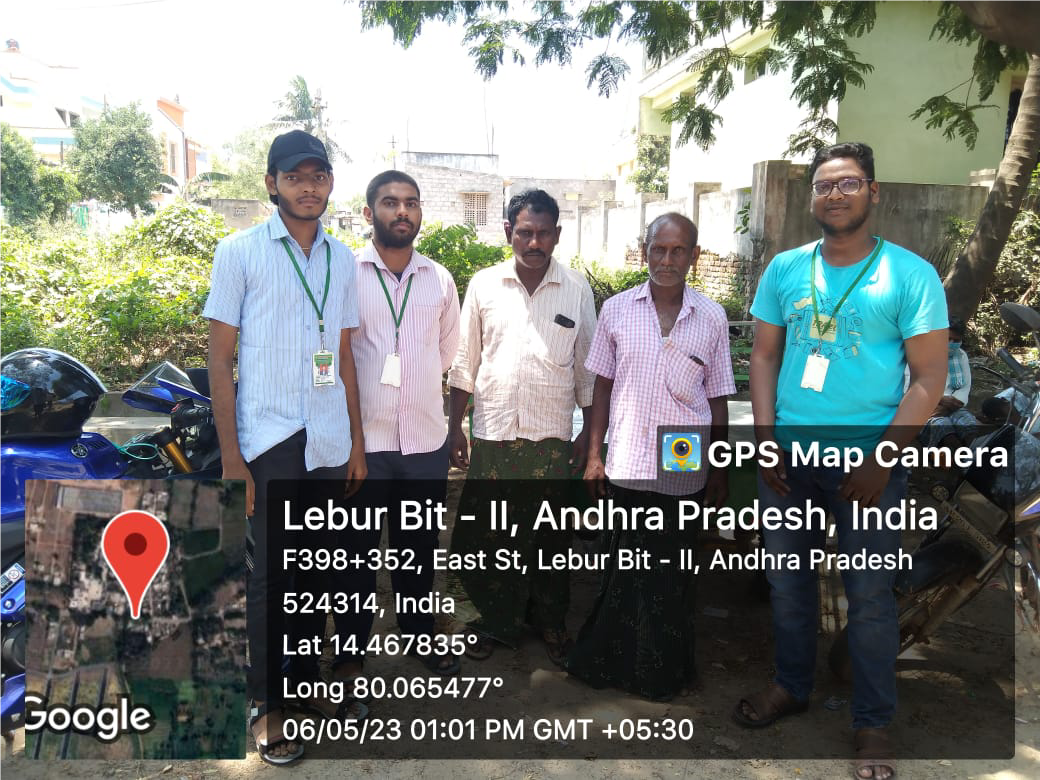 GPS Map Camera
Lebur Bit - II, Andhra Pradesh, India
F398+352, East St, Lebur Bit - II, Andhra Pradesh
524314, India
Lat 14.467835°
Long 80.065477°
06/05/23 01:01 PM GMT +05:30
Google